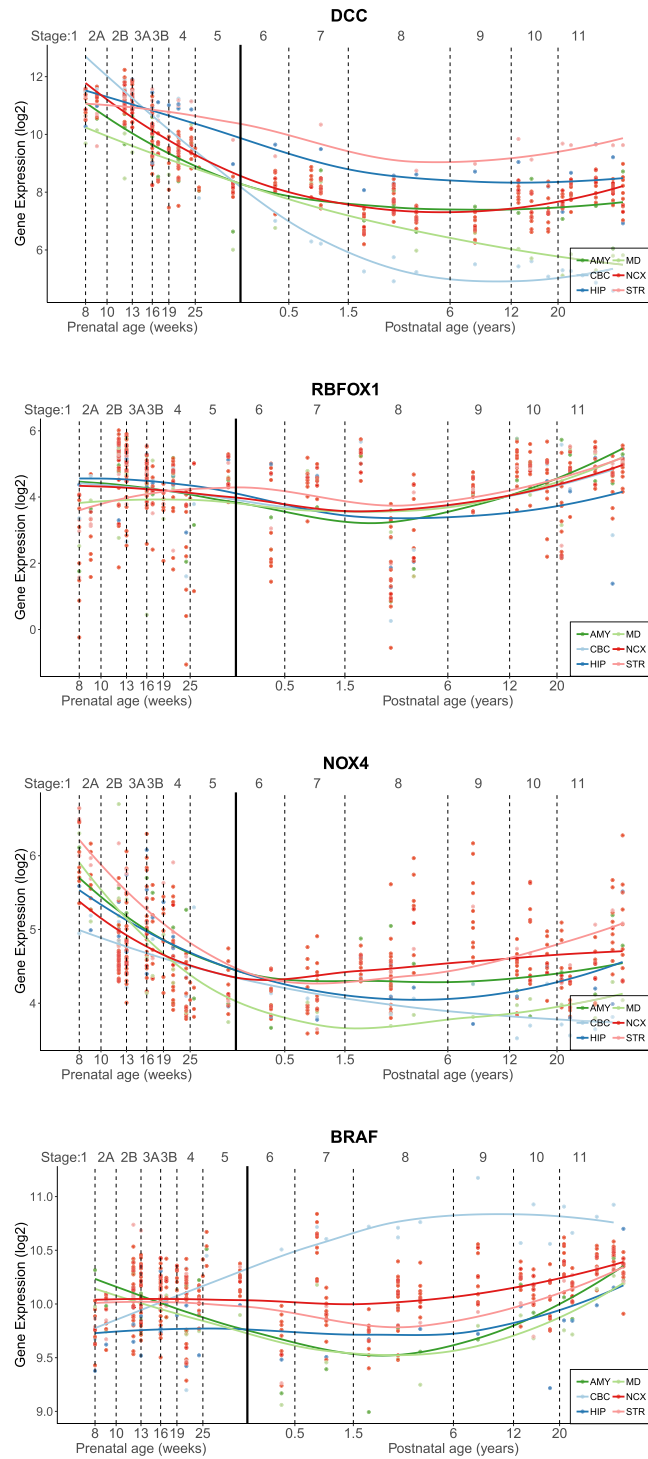 DCC
Stage:1 2A 2B 3A 3B 4 5 6 7 8 9 10 11
Gene Expression (log2)
12
10
8
6
AMY MD
CBC NCX
HIP STR
8 10 13 16 19 25 0.5 1.5 6 12 20
Prenatal age (weeks) Postnatal age (years)
RBFOX1
Stage:1 2A 2B 3A 3B 4 5 6 7 8 9 10 11
Gene Expression (log2)
6
4
2
0
AMY MD
CBC NCX
HIP STR
8 10 13 16 19 25 0.5 1.5 6 12 20
Prenatal age (weeks) Postnatal age (years)
NOX4
Stage:1 2A 2B 3A 3B 4 5 6 7 8 9 10 11
Gene Expression (log2)
6
5
4
AMY MD
CBC NCX
HIP STR
8 10 13 16 19 25 0.5 1.5 6 12 20
Prenatal age (weeks) Postnatal age (years)
BRAF
Stage:1 2A 2B 3A 3B 4 5 6 7 8 9 10 11
Gene Expression (log2)
11.0
10.5
10.0
9.5
9.0
AMY MD
CBC NCX
HIP STR
8 10 13 16 19 25 0.5 1.5 6 12 20
Prenatal age (weeks) Postnatal age (years)